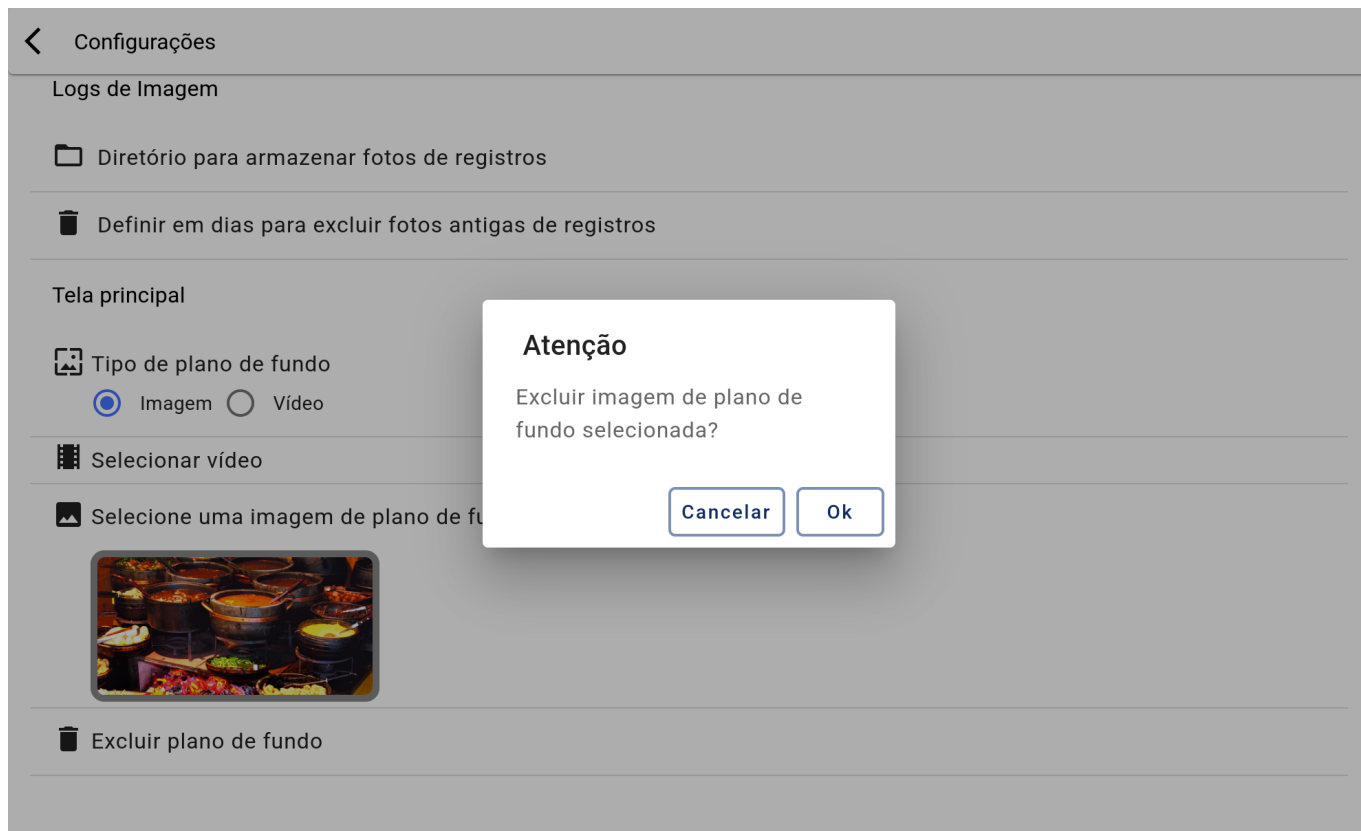 Configurações
Logs de Imagem
Diretório para armazenar fotos de registros
Definir em dias para excluir fotos antigas de registros
Tela principal
Tipo de plano de fundo
Imagem Vídeo
Selecionar vídeo
Selecione uma imagem de plano de
Excluir plano de fundo
Atenção
Excluir imagem de plano de
fundo selecionada?
Cancelar Ok